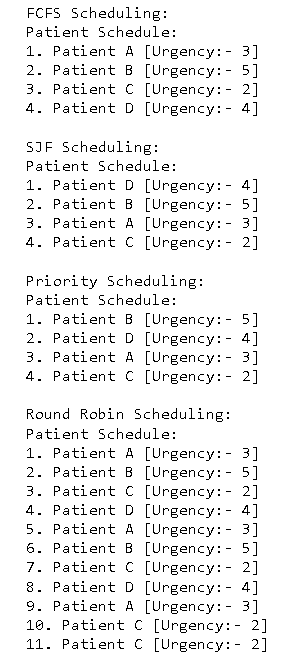 FCFS Scheduling:
Patient Schedule:
1. Patient A [Urgency:- 3]
2. Patient B [Urgency:- 5]
3. Patient C [Urgency:- 2]
4. Patient D [Urgency:- 4]

SJF Scheduling:
Patient Schedule:
1. Patient D [Urgency:- 4]
2. Patient B [Urgency:- 5]
3. Patient A [Urgency:- 3]
4. Patient C [Urgency:- 2]

Priority Scheduling:
Patient Schedule:
1. Patient B [Urgency:- 5]
2. Patient D [Urgency:- 4]
3. Patient A [Urgency:- 3]
4. Patient C [Urgency:- 2]

Round Robin Scheduling:
Patient Schedule:
1. Patient A [Urgency:- 3]
2. Patient B [Urgency:- 5]
3. Patient C [Urgency:- 2]
4. Patient D [Urgency:- 4]
5. Patient A [Urgency:- 3]
6. Patient B [Urgency:- 5]
7. Patient C [Urgency:- 2]
8. Patient D [Urgency:- 4]
9. Patient A [Urgency:- 3]
10. Patient C [Urgency:- 2]
11. Patient C [Urgency:- 2]